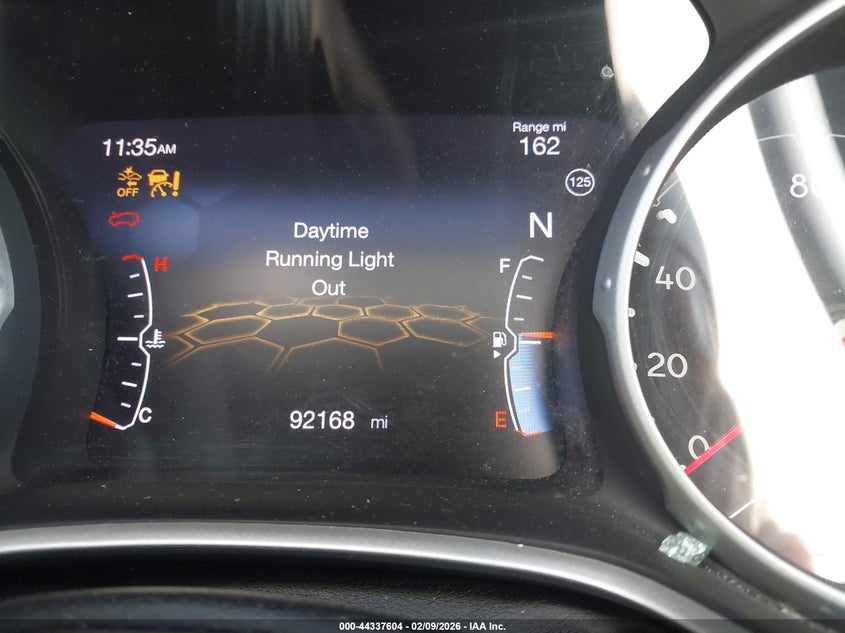 11:35AM
Range mi
162
OFF
125
N
Daytime
Running Light
Out
H
C
F
E
92168 mi
80
40
20
0
000-44337604 | 02/09/2026 - IAA Inc.